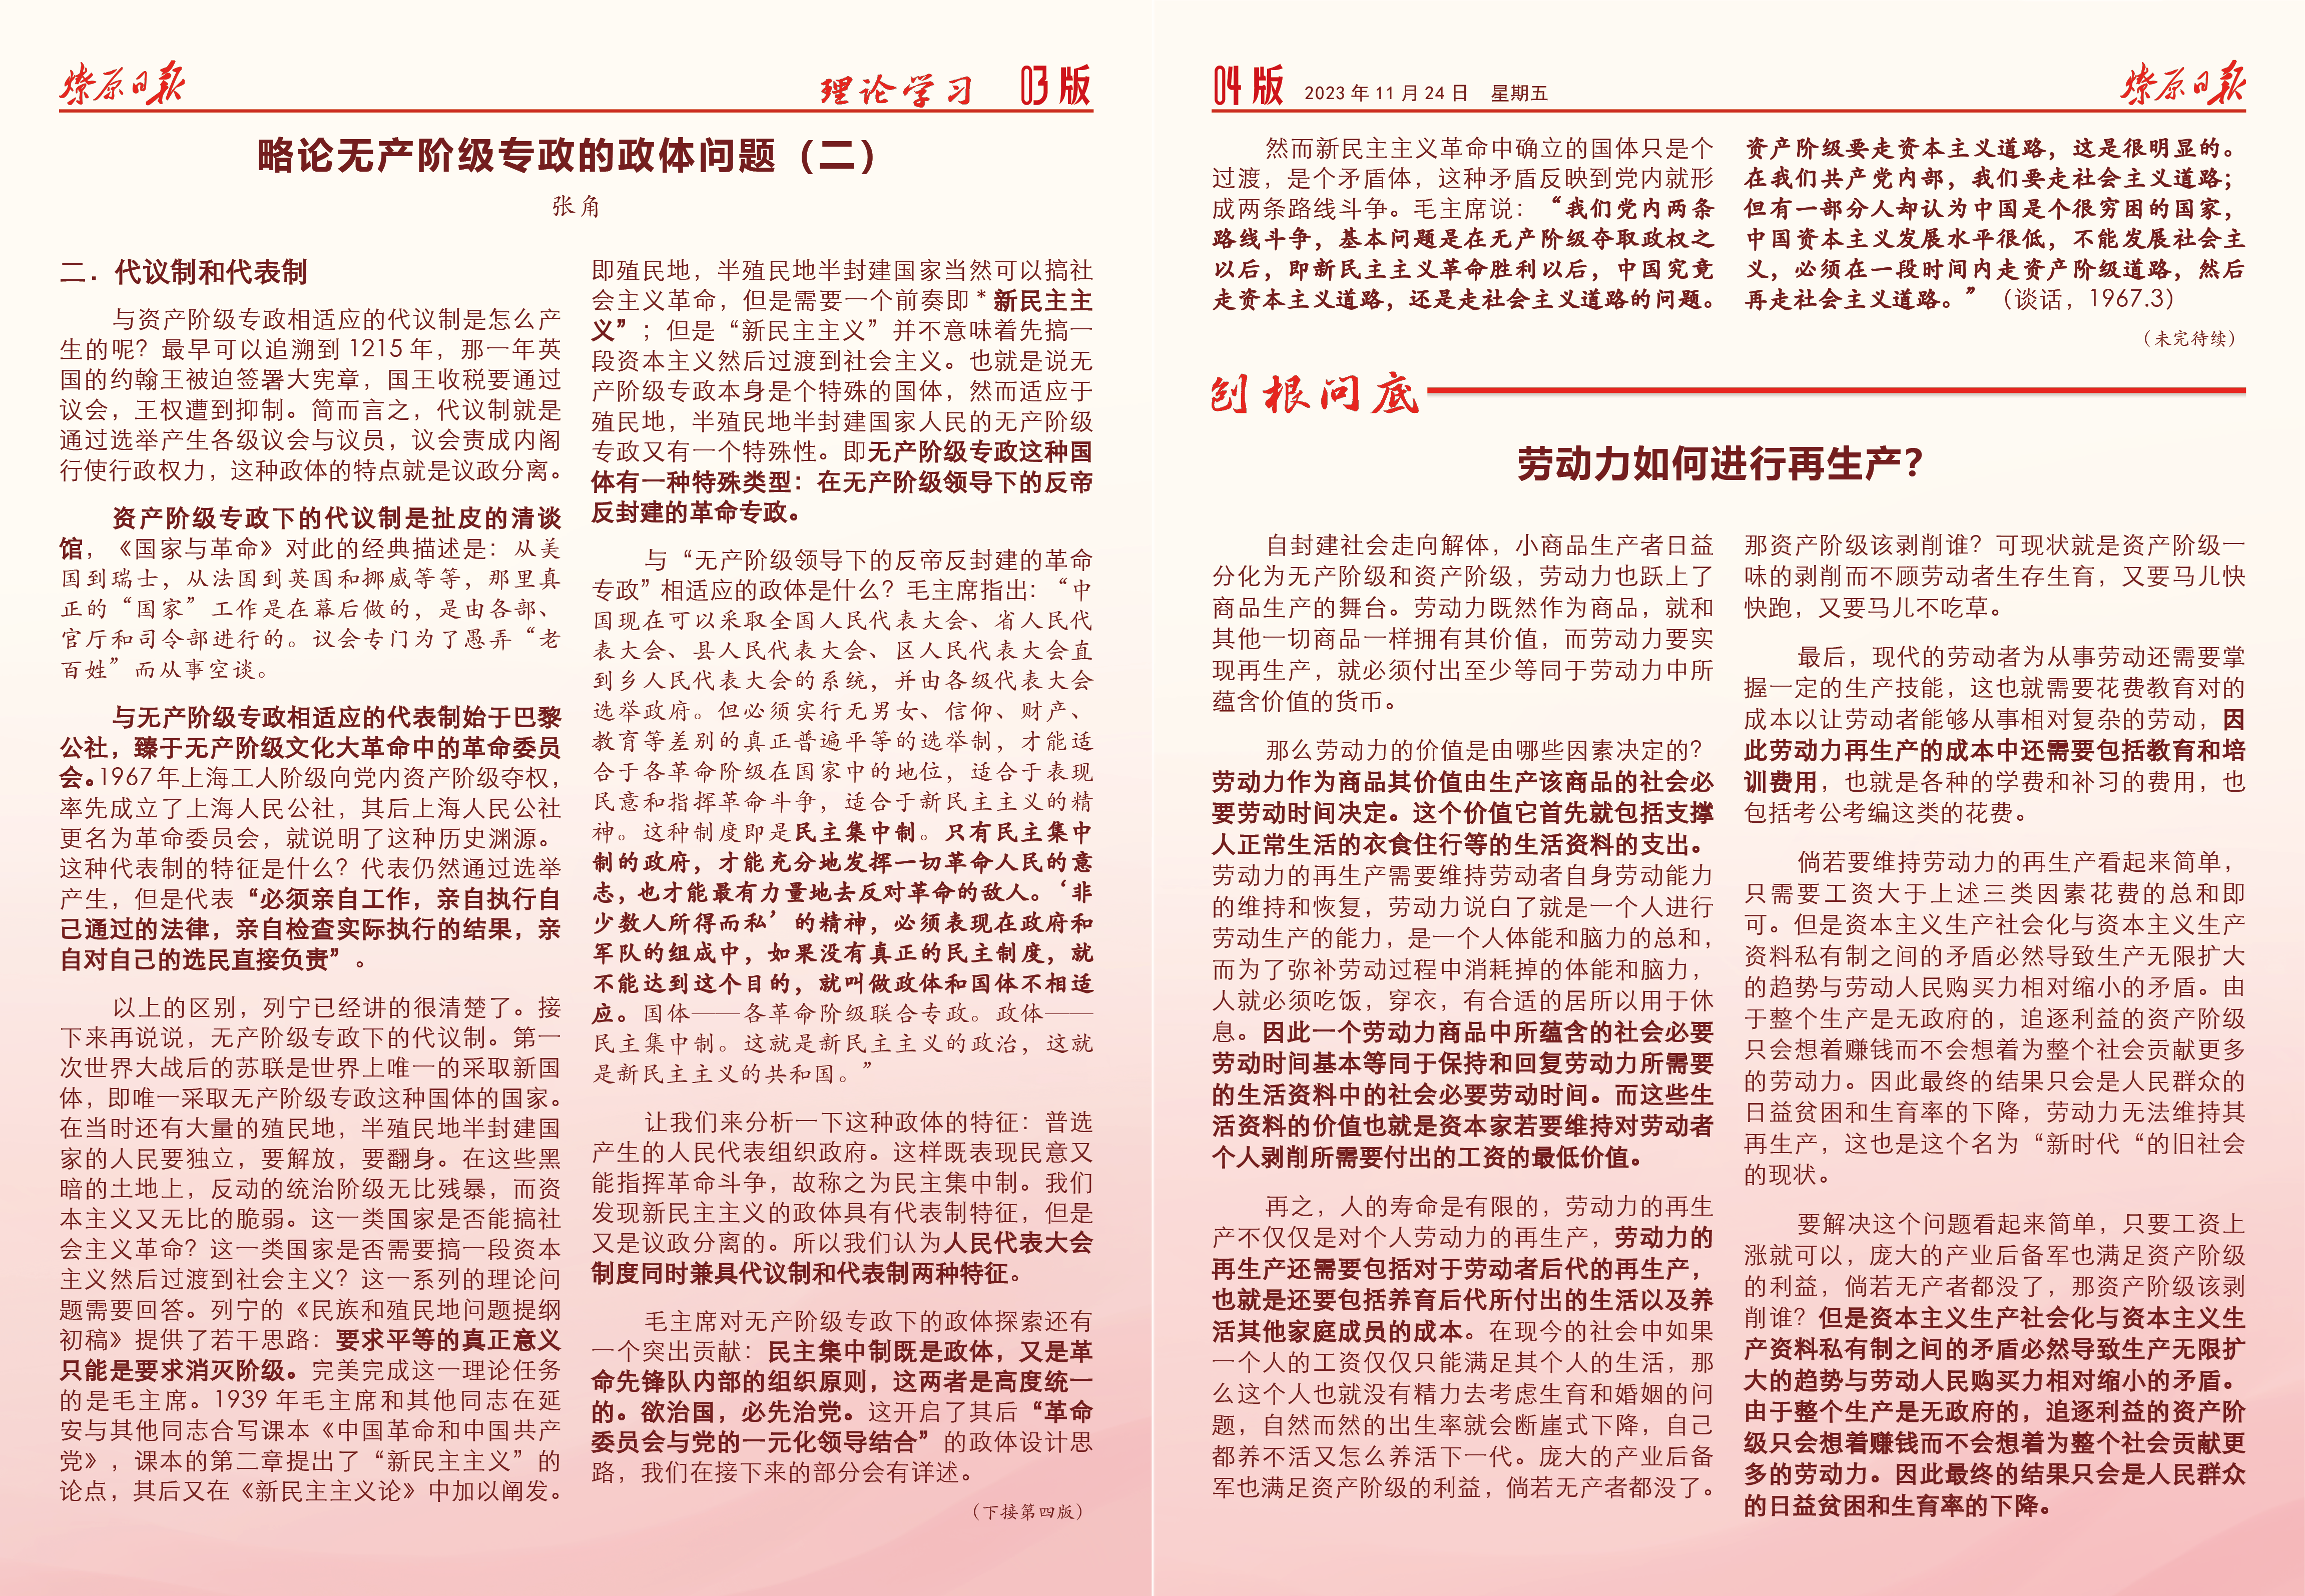 燎原日报
理论学习
03版
略论无产阶级专政的政体问题（二）
张角
二．代议制和代表制
与资产阶级专政相适应的代议制是怎么产
生的呢？最早可以追溯到 1215 年，那一年英
国的约翰王被迫签署大宪章，国王收税要通过
议会，王权遭到抑制。简而言之，代议制就是
通过选举产生各级议会与议员，议会责成内阁
行使行政权力，这种政体的特点就是议政分离。
资产阶级专政下的代议制是扯皮的清谈
馆，《国家与革命》对此的经典描述是：从美
国到瑞士，从法国到英国和挪威等等，那里真
正的“国家”工作是在幕后做的，是由各部、
官厅和司令部进行的。议会专门为了愚弄“老
百姓”而从事空谈。
与无产阶级专政相适应的代表制始于巴黎
公社，臻于无产阶级文化大革命中的革命委员
会。1967 年上海工人阶级向党内资产阶级夺权，
率先成立了上海人民公社，其后上海人民公社
更名为革命委员会，就说明了这种历史渊源。
这种代表制的特征是什么？代表仍然通过选举
产生，但是代表“必须亲自工作，亲自执行自
己通过的法律，亲自检查实际执行的结果，亲
自对自己的选民直接负责”。
以上的区别，列宁已经讲的很清楚了。接
下来再说说，无产阶级专政下的代议制。第一
次世界大战后的苏联是世界上唯一的采取新国
体，即唯一采取无产阶级专政这种国体的国家。
在当时还有大量的殖民地，半殖民地半封建国
家的人民要独立，要解放，要翻身。在这些黑
暗的土地上，反动的统治阶级无比残暴，而资
本主义又无比的脆弱。这一类国家是否能搞社
会主义革命？这一类国家是否需要搞一段资本
主义然后过渡到社会主义？这一系列的理论问
题需要回答。列宁的《民族和殖民地问题提纲
初稿》提供了若干思路：要求平等的真正意义
只能是要求消灭阶级。完美完成这一理论任务
的是毛主席。1939 年毛主席和其他同志在延
安与其他同志合写课本《中国革命和中国共产
党》，课本的第二章提出了“新民主主义”的
论点，其后又在《新民主主义论》中加以阐发。
即殖民地，半殖民地半封建国家当然可以搞社
会主义革命，但是需要一个前奏即 * 新民主主
义”；但是“新民主主义”并不意味着先搞一
段资本主义然后过渡到社会主义。也就是说无
产阶级专政本身是个特殊的国体，然而适应于
殖民地，半殖民地半封建国家人民的无产阶级
专政又有一个特殊性。即无产阶级专政这种国
体有一种特殊类型：在无产阶级领导下的反帝
反封建的革命专政。
与“无产阶级领导下的反帝反封建的革命
专政”相适应的政体是什么？毛主席指出：“中
国现在可以采取全国人民代表大会、省人民代
表大会、县人民代表大会、区人民代表大会直
到乡人民代表大会的系统，并由各级代表大会
选举政府。但必须实行无男女、信仰、财产、
教育等差别的真正普遍平等的选举制，才能适
合于各革命阶级在国家中的地位，适合于表现
民意和指挥革命斗争，适合于新民主主义的精
神。这种制度即是民主集中制。只有民主集中
制的政府，才能充分地发挥一切革命人民的意
志，也才能最有力量地去反对革命的敌人。‘非
少数人所得而私’的精神，必须表现在政府和
军队的组成中，如果没有真正的民主制度，就
不能达到这个目的，就叫做政体和国体不相适
应。国体——各革命阶级联合专政。政体——
民主集中制。这就是新民主主义的政治，这就
是新民主主义的共和国。”
让我们来分析一下这种政体的特征：普选
产生的人民代表组织政府。这样既表现民意又
能指挥革命斗争，故称之为民主集中制。我们
发现新民主主义的政体具有代表制特征，但是
又是议政分离的。所以我们认为人民代表大会
制度同时兼具代议制和代表制两种特征。
毛主席对无产阶级专政下的政体探索还有
一个突出贡献：民主集中制既是政体，又是革
命先锋队内部的组织原则，这两者是高度统一
的。欲治国，必先治党。这开启了其后“革命
委员会与党的一元化领导结合”的政体设计思
路，我们在接下来的部分会有详述。
（下接第四版）
04版
2023 年 11 月 24 日 星期五
燎原日报
然而新民主主义革命中确立的国体只是个
过渡，是个矛盾体，这种矛盾反映到党内就形
成两条路线斗争。毛主席说：“我们党内两条
路线斗争，基本问题是在无产阶级夺取政权之
以后，即新民主主义革命胜利以后，中国究竟
走资本主义道路，还是走社会主义道路的问题。
资产阶级要走资本主义道路，这是很明显的。
在我们共产党内部，我们要走社会主义道路；
但有一部分人却认为中国是个很穷困的国家，
中国资本主义发展水平很低，不能发展社会主
义，必须在一段时间内走资产阶级道路，然后
再走社会主义道路。”（谈话，1967.3）
（未完待续）
刨根问底
劳动力如何进行再生产？
自封建社会走向解体，小商品生产者日益
分化为无产阶级和资产阶级，劳动力也跃上了
商品生产的舞台。劳动力既然作为商品，就和
其他一切商品一样拥有其价值，而劳动力要实
现再生产，就必须付出至少等同于劳动力中所
蕴含价值的货币。
那么劳动力的价值是由哪些因素决定的？
劳动力作为商品其价值由生产该商品的社会必
要劳动时间决定。这个价值它首先就包括支撑
人正常生活的衣食住行等的生活资料的支出。
劳动力的再生产需要维持劳动者自身劳动能力
的维持和恢复，劳动力说白了就是一个人进行
劳动生产的能力，是一个人体能和脑力的总和，
而为了弥补劳动过程中消耗掉的体能和脑力，
人就必须吃饭，穿衣，有合适的居所以用于休
息。因此一个劳动力商品中所蕴含的社会必要
劳动时间基本等同于保持和回复劳动力所需要
的生活资料中的社会必要劳动时间。而这些生
活资料的价值也就是资本家若要维持对劳动者
个人剥削所需要付出的工资的最低价值。
再之，人的寿命是有限的，劳动力的再生
产不仅仅是对个人劳动力的再生产，劳动力的
再生产还需要包括对于劳动者后代的再生产，
也就是还要包括养育后代所付出的生活以及养
活其他家庭成员的成本。在现今的社会中如果
一个人的工资仅仅只能满足其个人的生活，那
么这个人也就没有精力去考虑生育和婚姻的问
题，自然而然的出生率就会断崖式下降，自己
都养不活又怎么养活下一代。庞大的产业后备
军也满足资产阶级的利益，倘若无产者都没了。
那资产阶级该剥削谁？可现状就是资产阶级一
味的剥削而不顾劳动者生存生育，又要马儿快
快跑，又要马儿不吃草。
最后，现代的劳动者为从事劳动还需要掌
握一定的生产技能，这也就需要花费教育对的
成本以让劳动者能够从事相对复杂的劳动，因
此劳动力再生产的成本中还需要包括教育和培
训费用，也就是各种的学费和补习的费用，也
包括考公考编这类的花费。
倘若要维持劳动力的再生产看起来简单，
只需要工资大于上述三类因素花费的总和即
可。但是资本主义生产社会化与资本主义生产
资料私有制之间的矛盾必然导致生产无限扩大
的趋势与劳动人民购买力相对缩小的矛盾。由
于整个生产是无政府的，追逐利益的资产阶级
只会想着赚钱而不会想着为整个社会贡献更多
的劳动力。因此最终的结果只会是人民群众的
日益贫困和生育率的下降，劳动力无法维持其
再生产，这也是这个名为“新时代“的旧社会
的现状。
要解决这个问题看起来简单，只要工资上
涨就可以，庞大的产业后备军也满足资产阶级
的利益，倘若无产者都没了，那资产阶级该剥
削谁？但是资本主义生产社会化与资本主义生
产资料私有制之间的矛盾必然导致生产无限扩
大的趋势与劳动人民购买力相对缩小的矛盾。
由于整个生产是无政府的，追逐利益的资产阶
级只会想着赚钱而不会想着为整个社会贡献更
多的劳动力。因此最终的结果只会是人民群众
的日益贫困和生育率的下降。